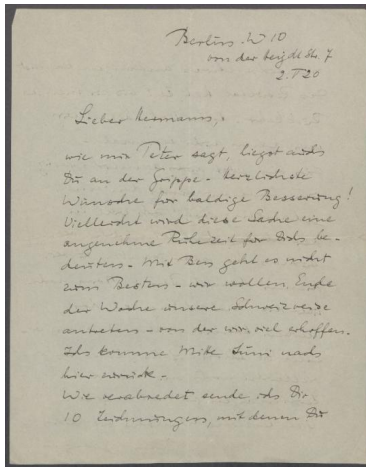 Berlin W 10
von der Heydt Str. 7
2. V 20
Lieber Hermann,
wie mir Peter sagt, liegst auch
Du an der Grippe - herzlichste
Wünsche für baldige Besserung!
Vielleicht wird diese Sache eine
angenehme Ruhezeit für Dich be-
deuten - Mit geht es nicht
zum Besten - wir wollen Ende
der Woche unsere Schweizreise
antreten - von der wir viel erhoffen.
Ich komme Mitte Juni nach
hier zurück -
Wie verabredet sende ich Dir
10 Zeichnungen, mit denen Du